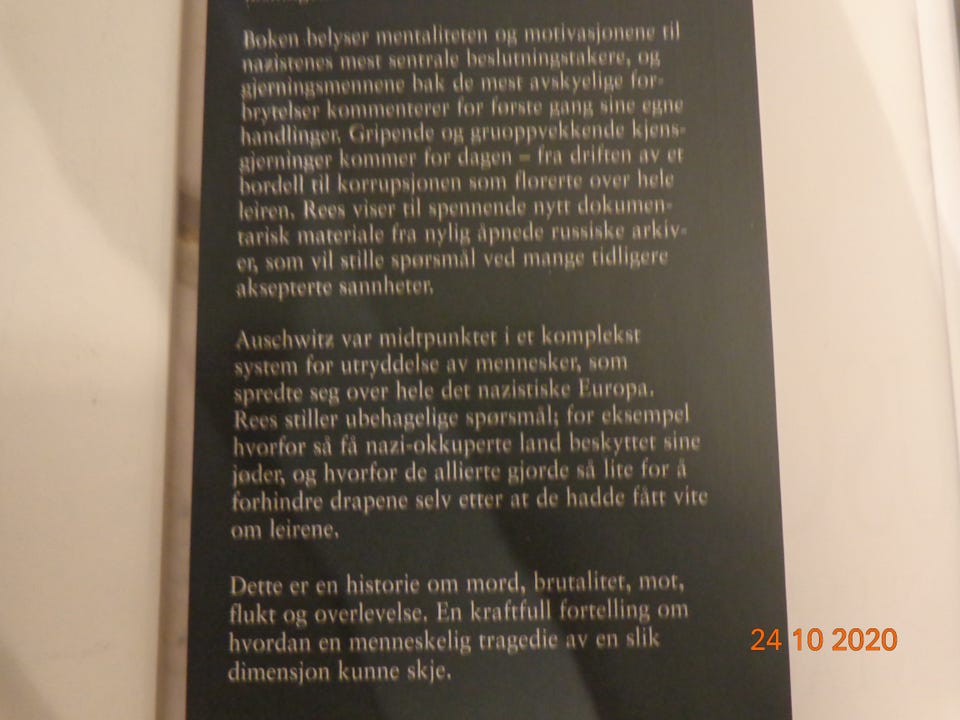 Boken belyser mentaliteten og motivasjonene til
nazistenes mest sentrale beslutningstakere, og
gjerningsmennene bak de mest avskyelige for-
brytelser kommenterer for første gang sine egne
handlinger. Gripende og gruoppvekkende kjens-
gjerninger kommer for dagen – fra driften av et
bordell til korrupsjonen som florerte over hele
leiren. Rees viser til spennende nytt dokumen-
tarisk materiale fra nylig åpnede russiske arkiv-
er, som vil stille spørsmål ved mange tidligere
aksepterte sannheter.
Auschwitz var midtpunktet i et komplekst
system for utryddelse av mennesker, som
spredte seg over hele det nazistiske Europa.
Rees stiller ubehagelige spørsmål; for eksempel
hvorfor så få nazi-okkuperte land beskyttet sine
jøder, og hvorfor de allierte gjorde så lite for å
forhindre drapene selv etter at de hadde fått vite
om leirene.
Dette er en historie om mord, brutalitet, mot,
flukt og overlevelse. En kraftfull fortelling om
hvordan en menneskelig tragedie av en slik
dimensjon kunne skje.
24 10 2020